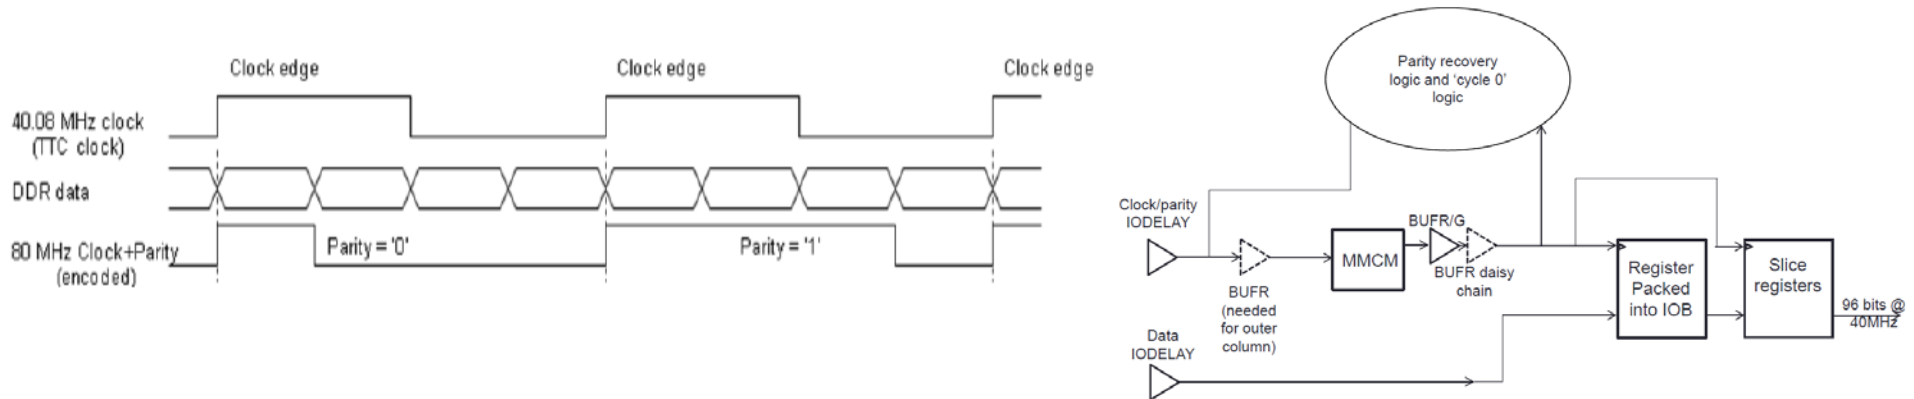 Clock edge
Clock edge
Clock edge
40.08 MHz clock
(TTC clock)
DDR data
80 MHz Clock+Parity
(encoded)
Parity = '0'
Parity = '1'
Parity recovery
logic and ‘cycle 0’
logic
Clock/parity
IODELAY
BUFR
(needed
for outer
column)
MMCM
BUFR/G
BUFR daisy
chain
Register
Packed
into IOB
Slice
registers
96 bits @
40MHz
Data
IODELAY